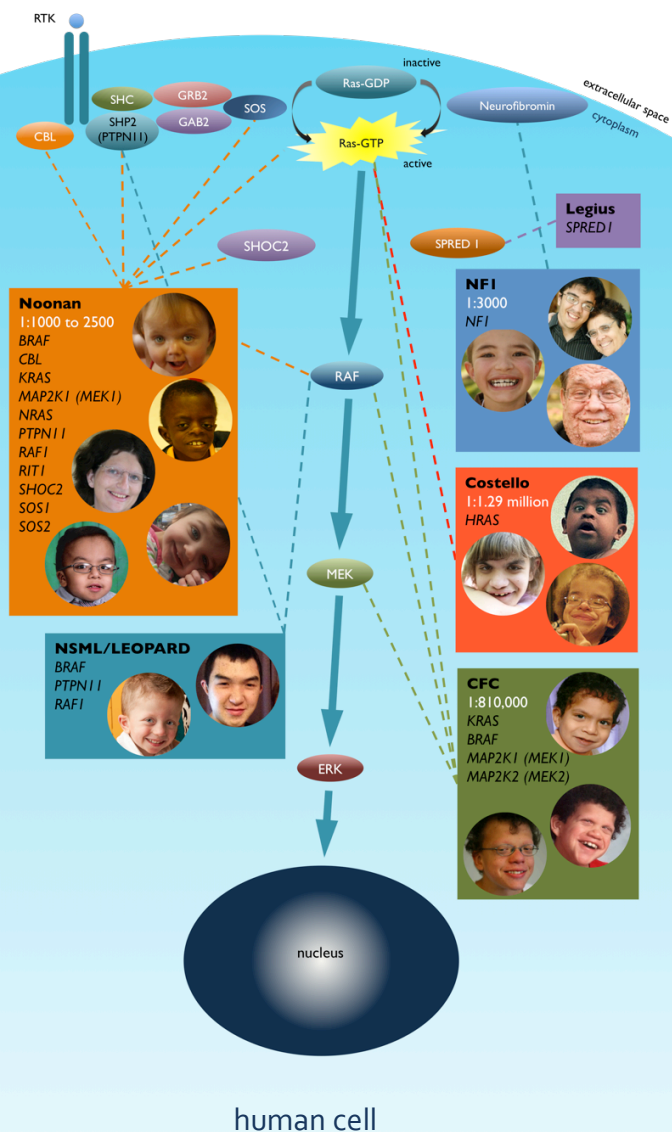 RTK
inactive
Ras-GDP
extracellular space
cytoplasm
SHC
GRB2
SOS
Neurofibromin
CBL
SHP2
(PTPN11)
GAB2
Ras-GTP
active
Legius
SPRED1
SHOC2
SPRED 1
NF1
1:3000
NF1
Noonan
1:1000 to 2500
BRAF
CBL
KRAS
MAP2K1 (MEK1)
NRAS
PTPN11
RAF1
RIT1
SHOC2
SOS1
SOS2
RAF
Costello
1:1.29 million
HRAS
MEK
NSML/LEOPARD
BRAF
PTPN11
RAF1
CFC
1:810,000
KRAS
BRAF
MAP2K1 (MEK1)
MAP2K2 (MEK2)
ERK
nucleus
human cell